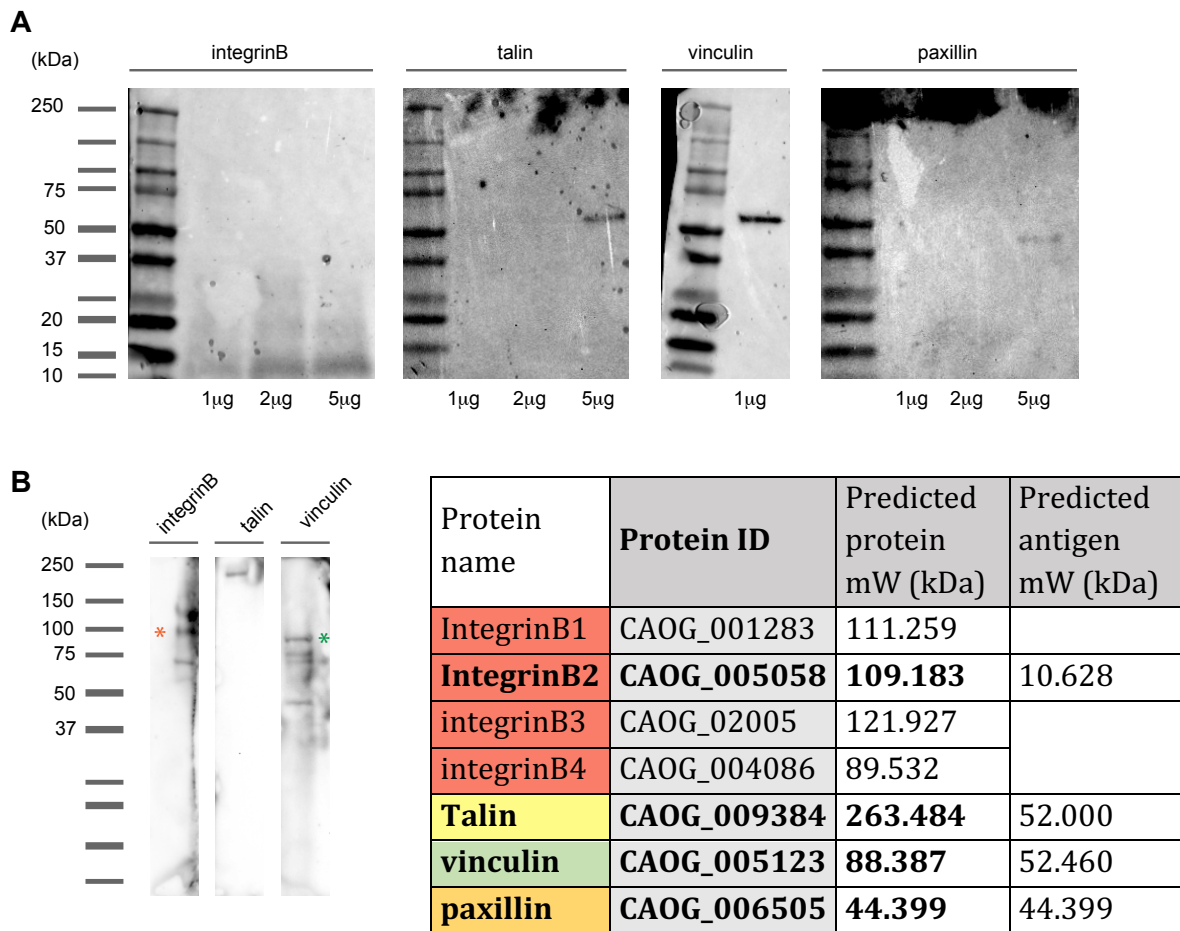 A
(kDa)
integrinB
talin
vinculin
paxillin
250
75
50
37
20
15
10
1µg 2µg 5µg
1µg 2µg 5µg
1µg
1µg 2µg 5µg
B
(kDa)
integrinB
talin
vinculin
250
150
100
75
50
37
*
*
Protein name
Protein ID
Predicted protein mW (kDa)
Predicted antigen mW (kDa)
IntegrinB1 CAOG_001283 111.259
IntegrinB2 CAOG_005058 109.183 10.628
integrinB3 CAOG_02005 121.927
integrinB4 CAOG_004086 89.532
Talin CAOG_009384 263.484 52.000
vinculin CAOG_005123 88.387 52.460
paxillin CAOG_006505 44.399 44.399